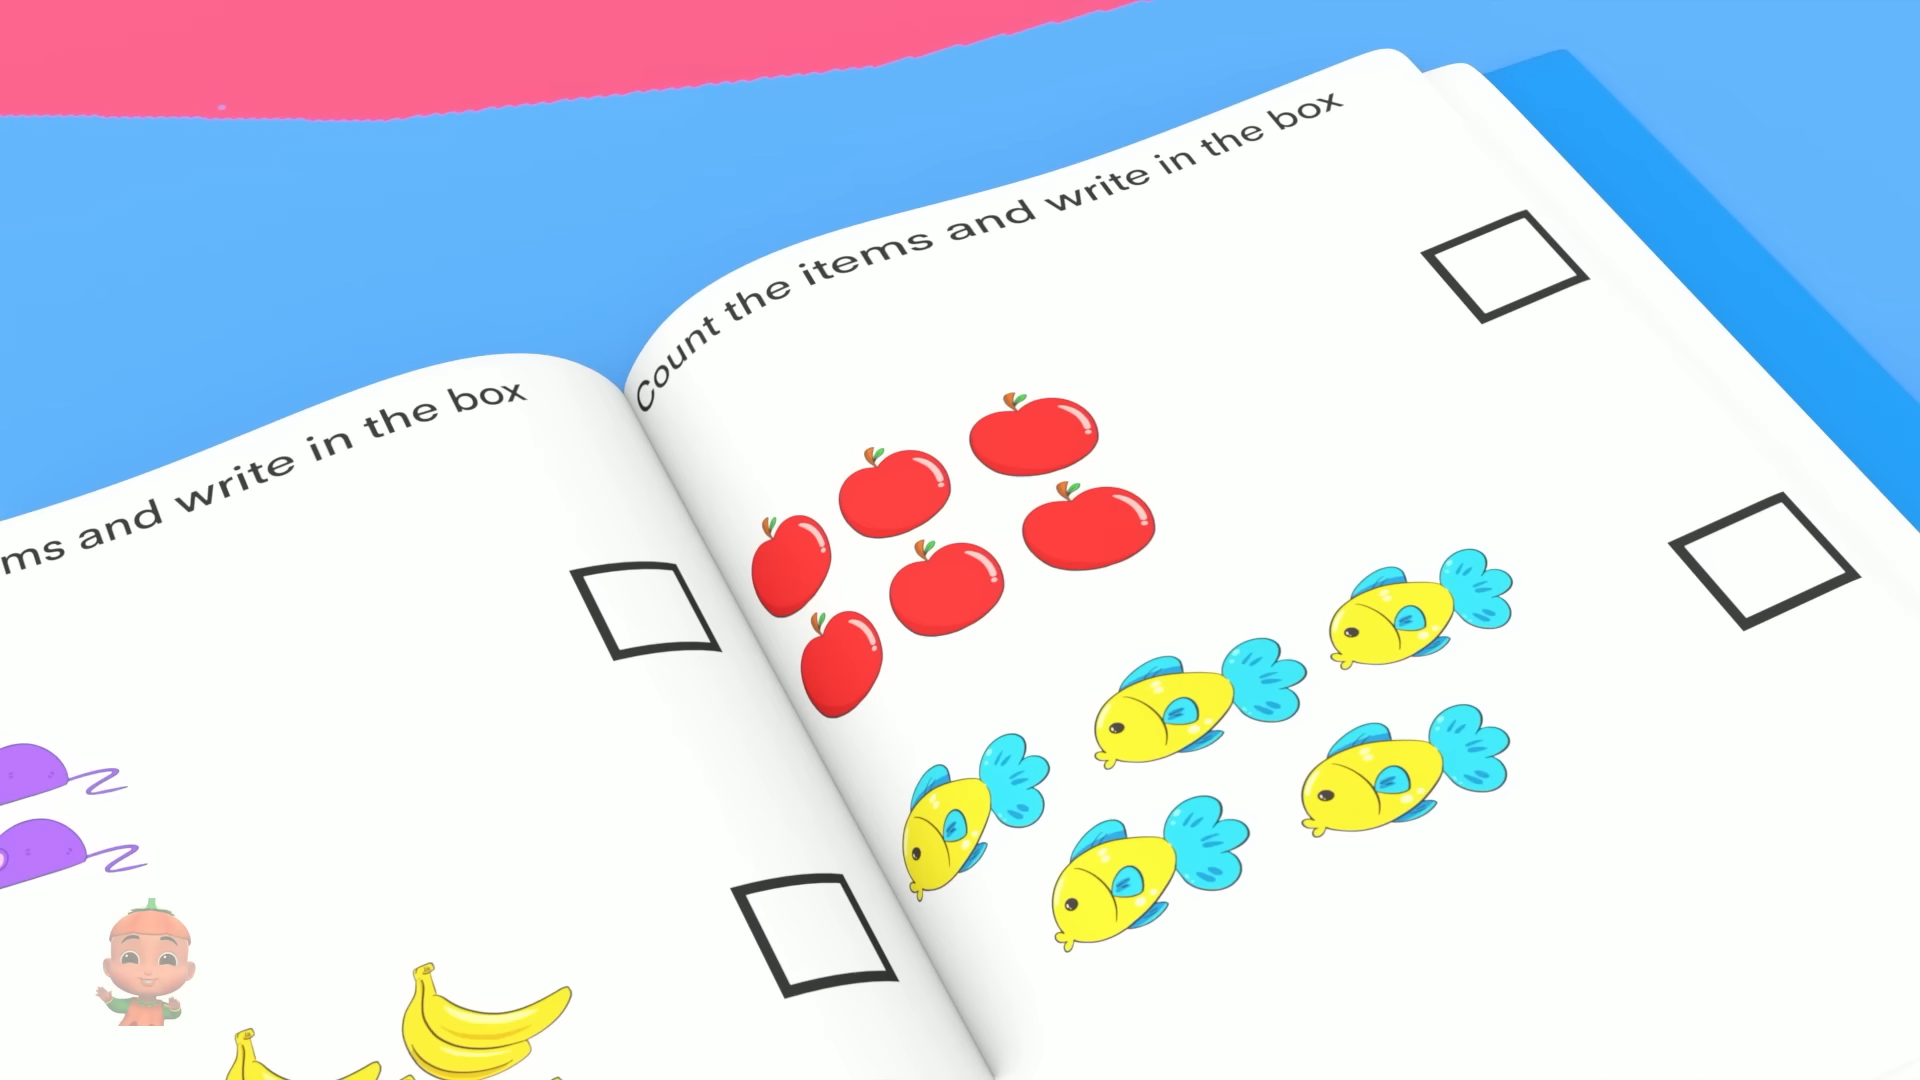 ms and write in the box
Count the items and write in the box